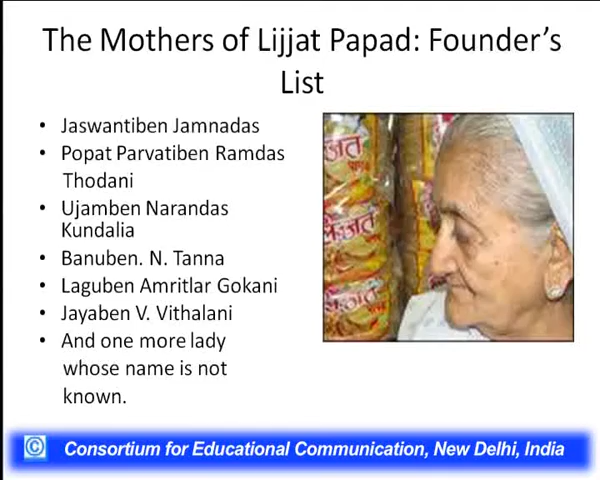 The Mothers of Lijjat Papad: Founder's
List
• Jaswantiben Jamnadas
• Popat Parvatiben Ramdas
Thodani
• Ujamben Narandas
Kundalia
• Banuben. N. Tanna
• Laguben Amritlar Gokani
• Jayaben V. Vithalani
• And one more lady
whose name is not
known.
© Consortium for Educational Communication, New Delhi, India